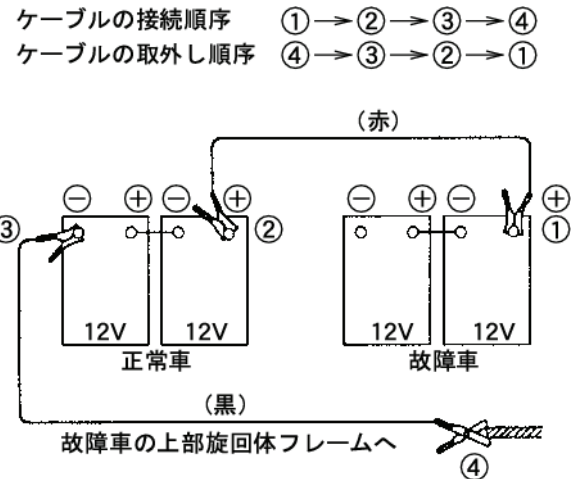 ケーブルの接続順序 ①→②→③→④
ケーブルの取外し順序 ④→③→②→①
(赤)
⊖ ⊕ ⊖ ⊕ ⊖ ⊕ ⊖ ⊕
③ ② ①
12V 12V 12V 12V
正常車 故障車
(黒)
故障車の上部旋回体フレームへ
④